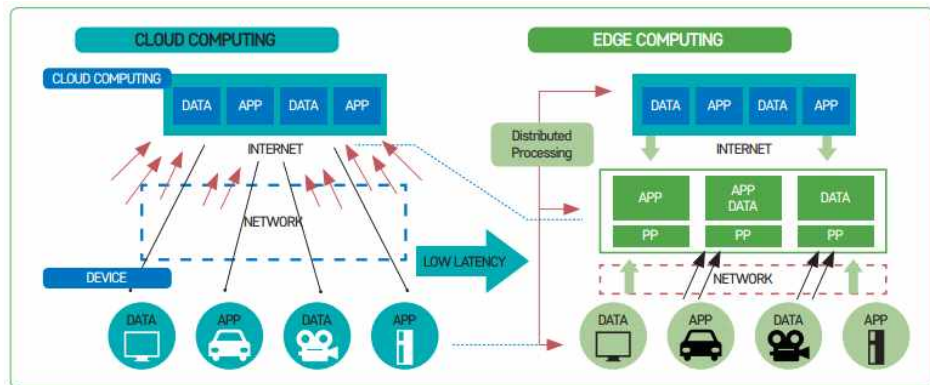 CLOUD COMPUTING
EDGE COMPUTING
CLOUD COMPUTING
DATA
APP
DATA
APP
INTERNET
NETWORK
DEVICE
DATA
APP
DATA
APP
LOW LATENCY
Distributed
Processing
DATA
APP
DATA
APP
INTERNET
APP
APP
DATA
DATA
PP
PP
PP
NETWORK
DATA
APP
DATA
APP